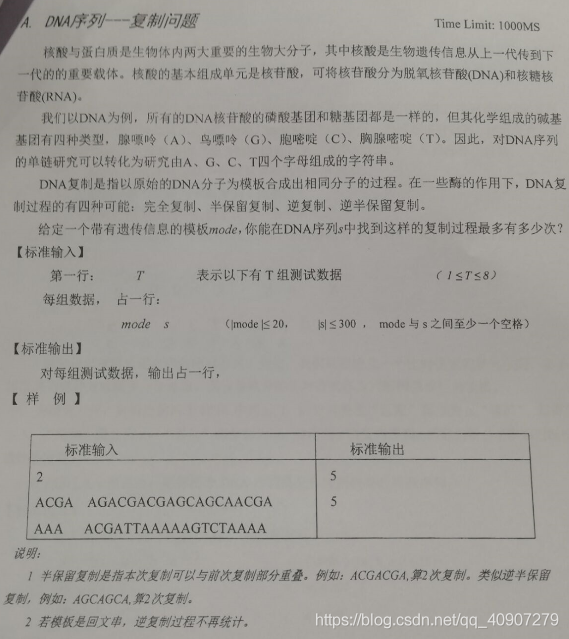 A. DNA序列---复制问题
Time Limit: 1000MS
核酸与蛋白质是生物体内两大重要的生物大分子，其中核酸是生物遗传信息从上一代传到下
一代的的重要载体。核酸的基本组成单元是核苷酸，可将核苷酸分为脱氧核苷酸(DNA)和核糖核
苷酸(RNA)。
我们以DNA为例，所有的DNA核苷酸的磷酸基团和糖基团都是一样的，但其化学组成的碱基
基团有四种类型，腺嘌呤（A）、鸟嘌呤（G）、胞嘧啶（C）、胸腺嘧啶（T）。因此，对DNA序列
的单链研究可以转化为研究由A、G、C、T四个字母组成的字符串。
DNA复制是指以原始的DNA分子为模板合成出相同分子的过程。在一些酶的作用下，DNA复
制过程的有四种可能：完全复制、半保留复制、逆复制、逆半保留复制。
给定一个带有遗传信息的模板mode，你能在DNA序列s中找到这样的复制过程最多有多少次？
【标准输入】
第一行： T 表示以下有 T 组测试数据 （ 1≤T≤8）
每组数据， 占一行：
mode s （|mode |≤ 20， |s|≤ 300 ， mode 与 s 之间至少一个空格）
【标准输出】
对每组测试数据，输出占一行，
【 样 例 】
标准输入 标准输出
2 5
ACGA AGACGACGAGCAGCAACGA 5
AAA ACGATTAAAAAGTCTAAAA
说明：
1 半保留复制是指本次复制可以与前次复制部分重叠。例如：ACGACGA,算2次复制。类似逆半保留
复制，例如：AGCAGCA,算2次复制。
2 若模板是回文串，逆复制过程不再统计。
https://blog.csdn.net/qq_40907279